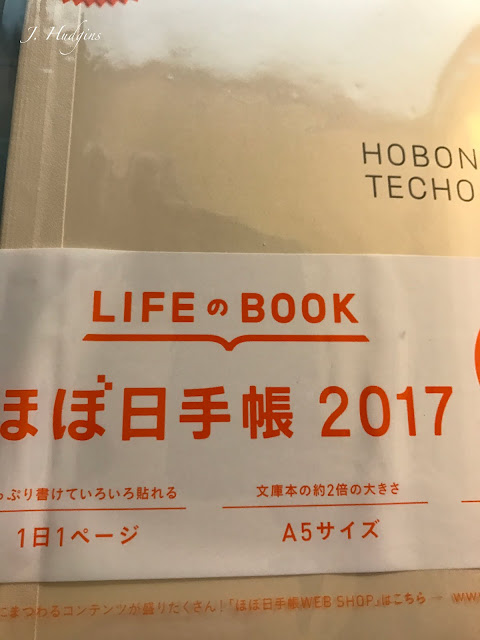 J. Hudgins
HOBON
TECHO
LIFEのBOOK
ほぼ日手帳 2017
っぷり書けていろいろ貼れる
1日1ページ
文庫本の約2倍の大きさ
A5サイズ
にまつわるコンテンツが盛りだくさん!「ほぼ日手帳WEB SHOP」はこちら→ www